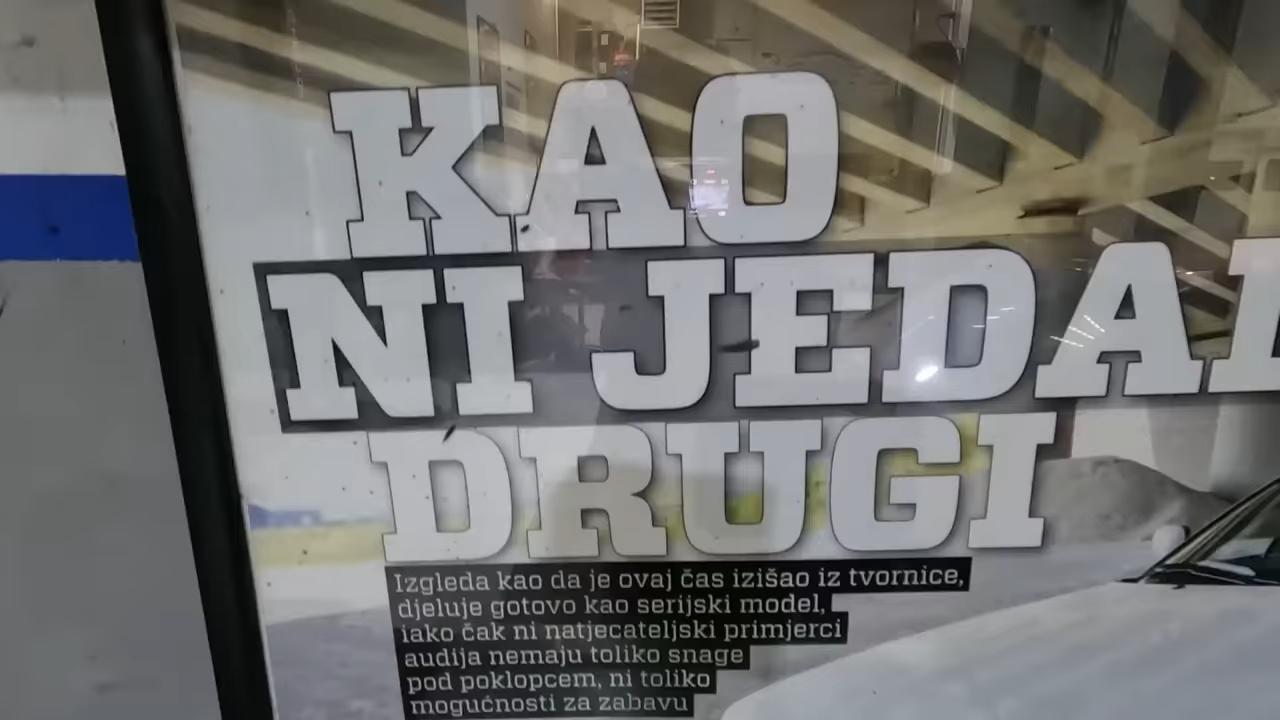 KAO
NI JEDAN
DRUGI
Izgleda kao da je ovaj čas izišao iz tvornice,
djeluje gotovo kao serijski model,
iako čak ni natjecateljski primjerci
audija nemaju toliko snage
pod poklopcem, ni toliko
mogućnosti za zabavu